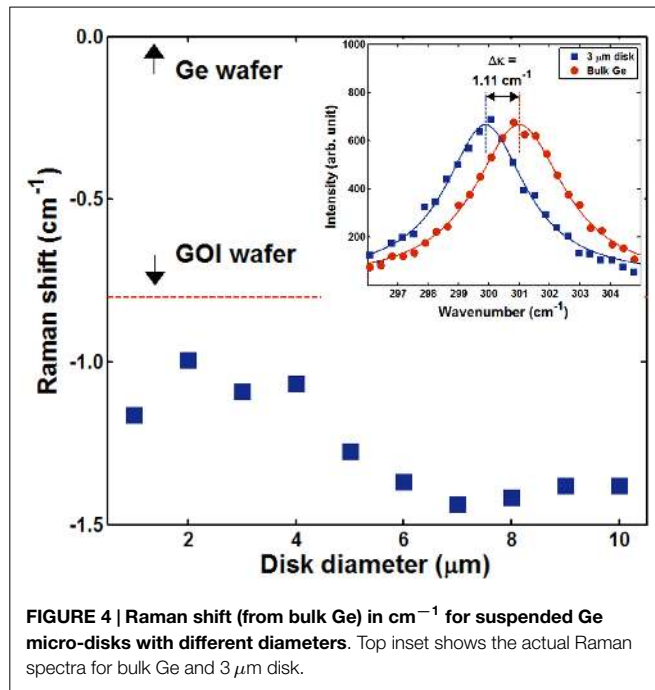 0.0
-0.5
-1.0
-1.5
Raman shift (cm⁻¹)
Ge wafer
GOI wafer
2
4
6
8
10
Disk diameter (μm)
1000
800
600
400
200
Intensity (arb. unit)
Δκ =
1.11 cm⁻¹
3 μm disk
Bulk Ge
297
298
299
300
301
302
303
304
Wavenumber (cm⁻¹)
FIGURE 4 | Raman shift (from bulk Ge) in cm⁻¹ for suspended Ge
micro-disks with different diameters. Top inset shows the actual Raman
spectra for bulk Ge and 3 μm disk.